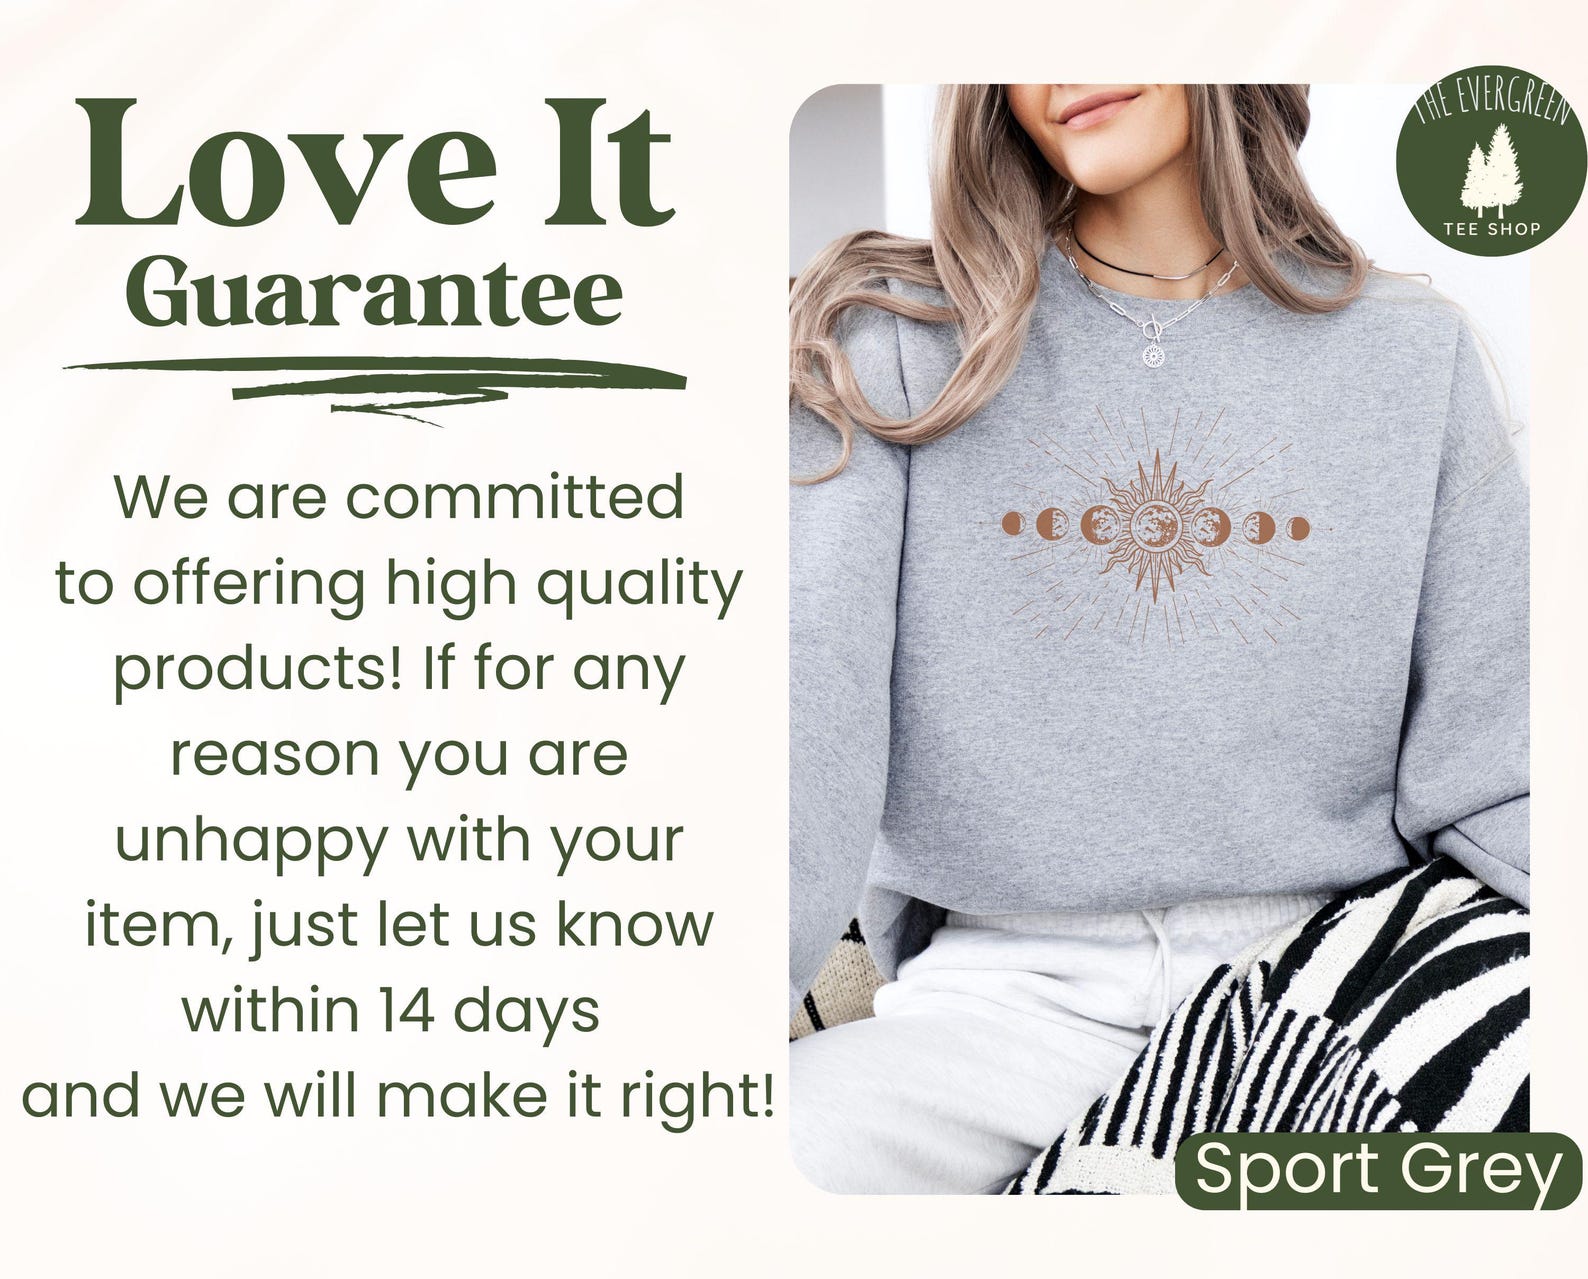 Love It
Guarantee
We are committed
to offering high quality
products! If for any
reason you are
unhappy with your
item, just let us know
within 14 days
and we will make it right!
THE EVERGREEN
TEE SHOP
Sport Grey